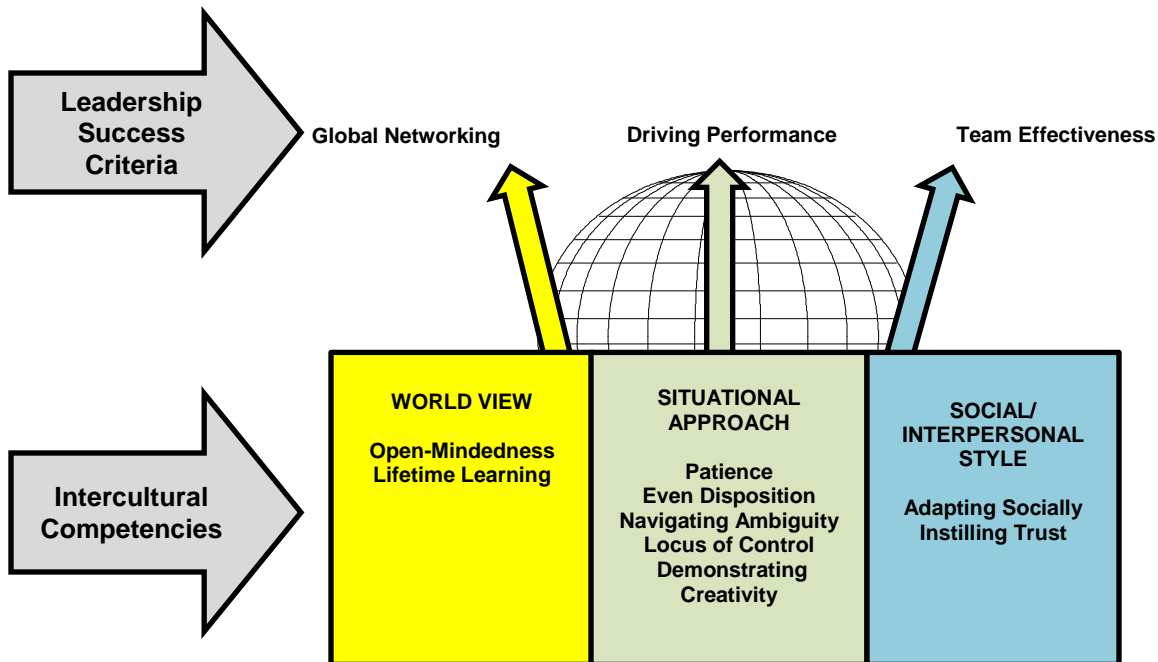 Leadership
Success
Criteria
Global Networking
Driving Performance
Team Effectiveness
Intercultural
Competencies
WORLD VIEW
Open-Mindedness
Lifetime Learning
SITUATIONAL
APPROACH
Patience
Even Disposition
Navigating Ambiguity
Locus of Control
Demonstrating
Creativity
SOCIAL/
INTERPERSONAL
STYLE
Adapting Socially
Instilling Trust